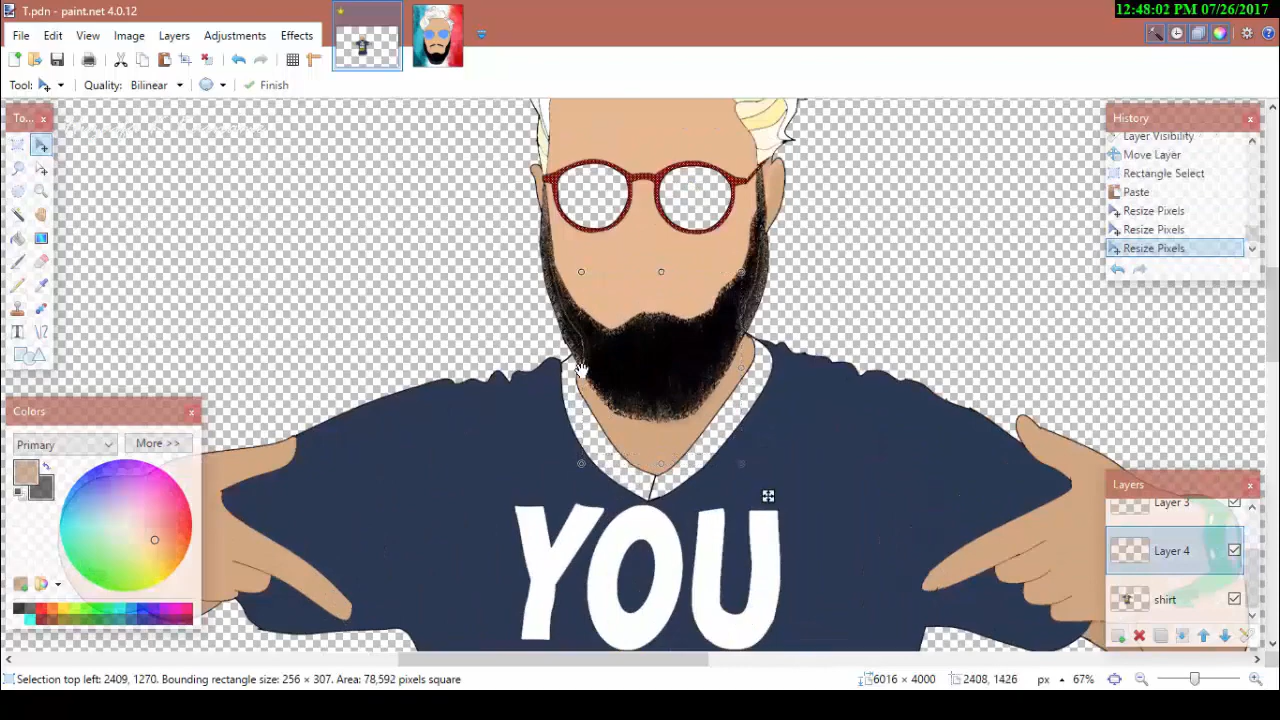 T.pdn - paint.net 4.0.12
12:48:02 PM 07/26/2017
File Edit View Image Layers Adjustments Effects
Tool: Quality: Bilinear Finish
To...
History
Layer Visibility
Move Layer
Rectangle Select
Paste
Resize Pixels
Resize Pixels
Resize Pixels
Colors
Primary
More >>
YOU
Layers
Layer 3
Layer 4
shirt
Selection top left: 2409, 1270. Bounding rectangle size: 256 × 307. Area: 78,592 pixels square
6016 × 4000
2408, 1426
px
67%